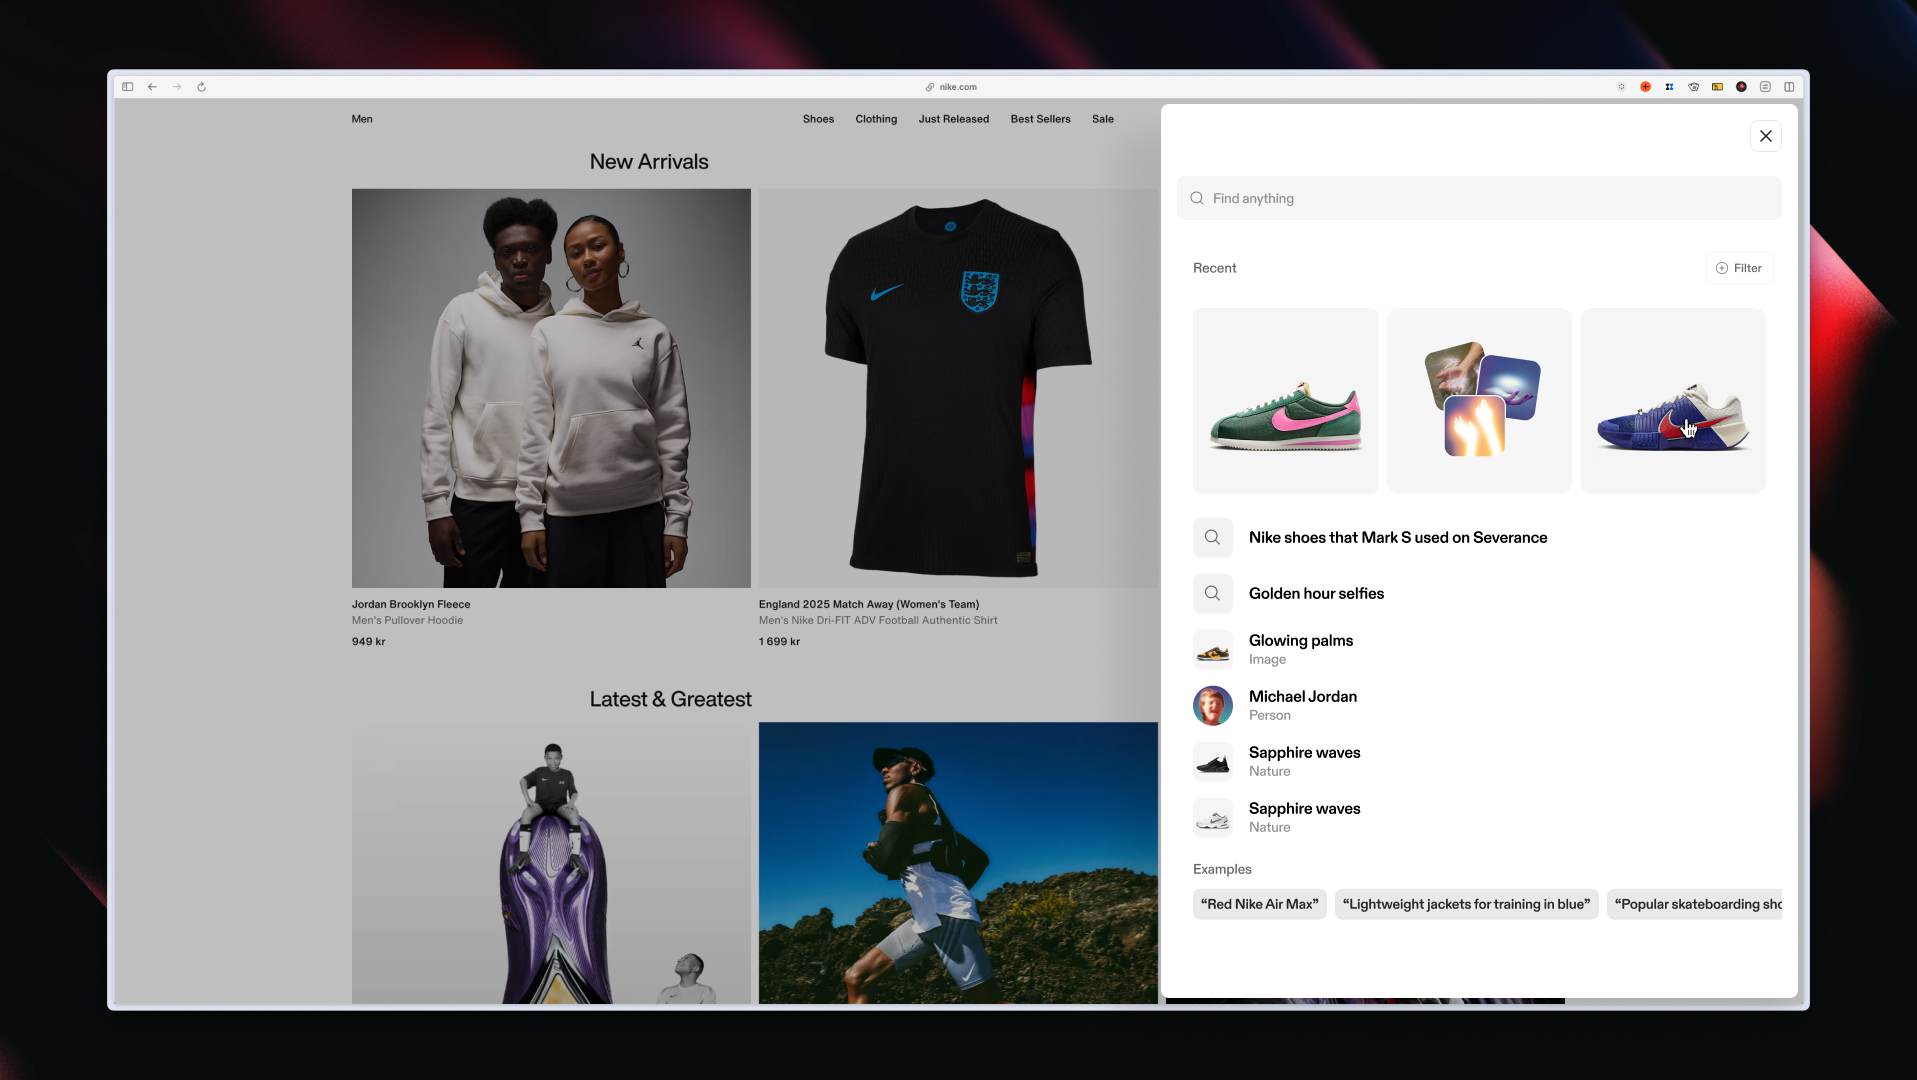 nike.com
Men
Shoes
Clothing
Just Released
Best Sellers
Sale
New Arrivals
Jordan Brooklyn Fleece
Men's Pullover Hoodie
949 kr
England 2025 Match Away (Women's Team)
Men's Nike Dri-FIT ADV Football Authentic Shirt
1 699 kr
Latest & Greatest
Find anything
Recent
Filter
Nike shoes that Mark S used on Severance
Golden hour selfies
Glowing palms
Image
Michael Jordan
Person
Sapphire waves
Nature
Sapphire waves
Nature
Examples
“Red Nike Air Max”
“Lightweight jackets for training in blue”
“Popular skateboarding sho